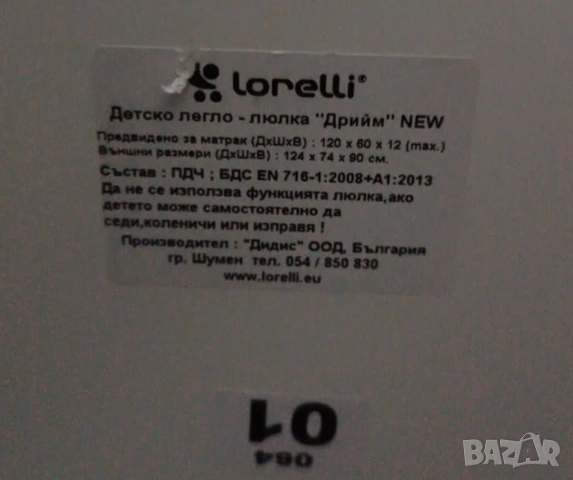 lorelli®
Детско легло - люлка "Дрийм" NEW
Предвидено за матрак (ДхШхВ) : 120 х 60 х 12 (max.)
Външни размери (ДхШхВ) : 124 х 74 х 90 см.
Състав : ПДЧ ; БДС EN 716-1:2008+A1:2013
Да не се използва функцията люлка,ако
детето може самостоятелно да
седи,коленичи или изправя !
Производител : "Дидис" ООД, България
гр. Шумен тел. 054 / 850 830
www.lorelli.eu
01
064
BAZAR